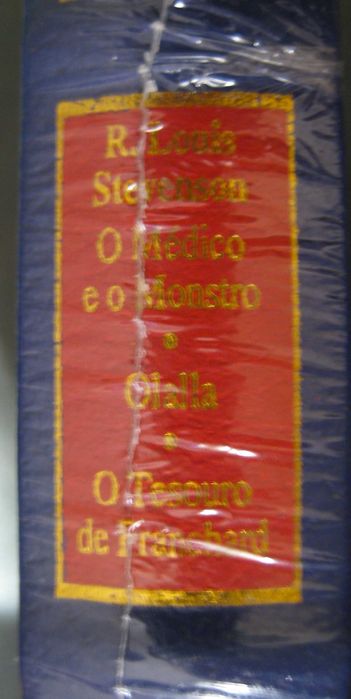 R. Louis
Stevenson
O Médico
e o Monstro
•
Olalla
•
O Tesouro
de Franchard